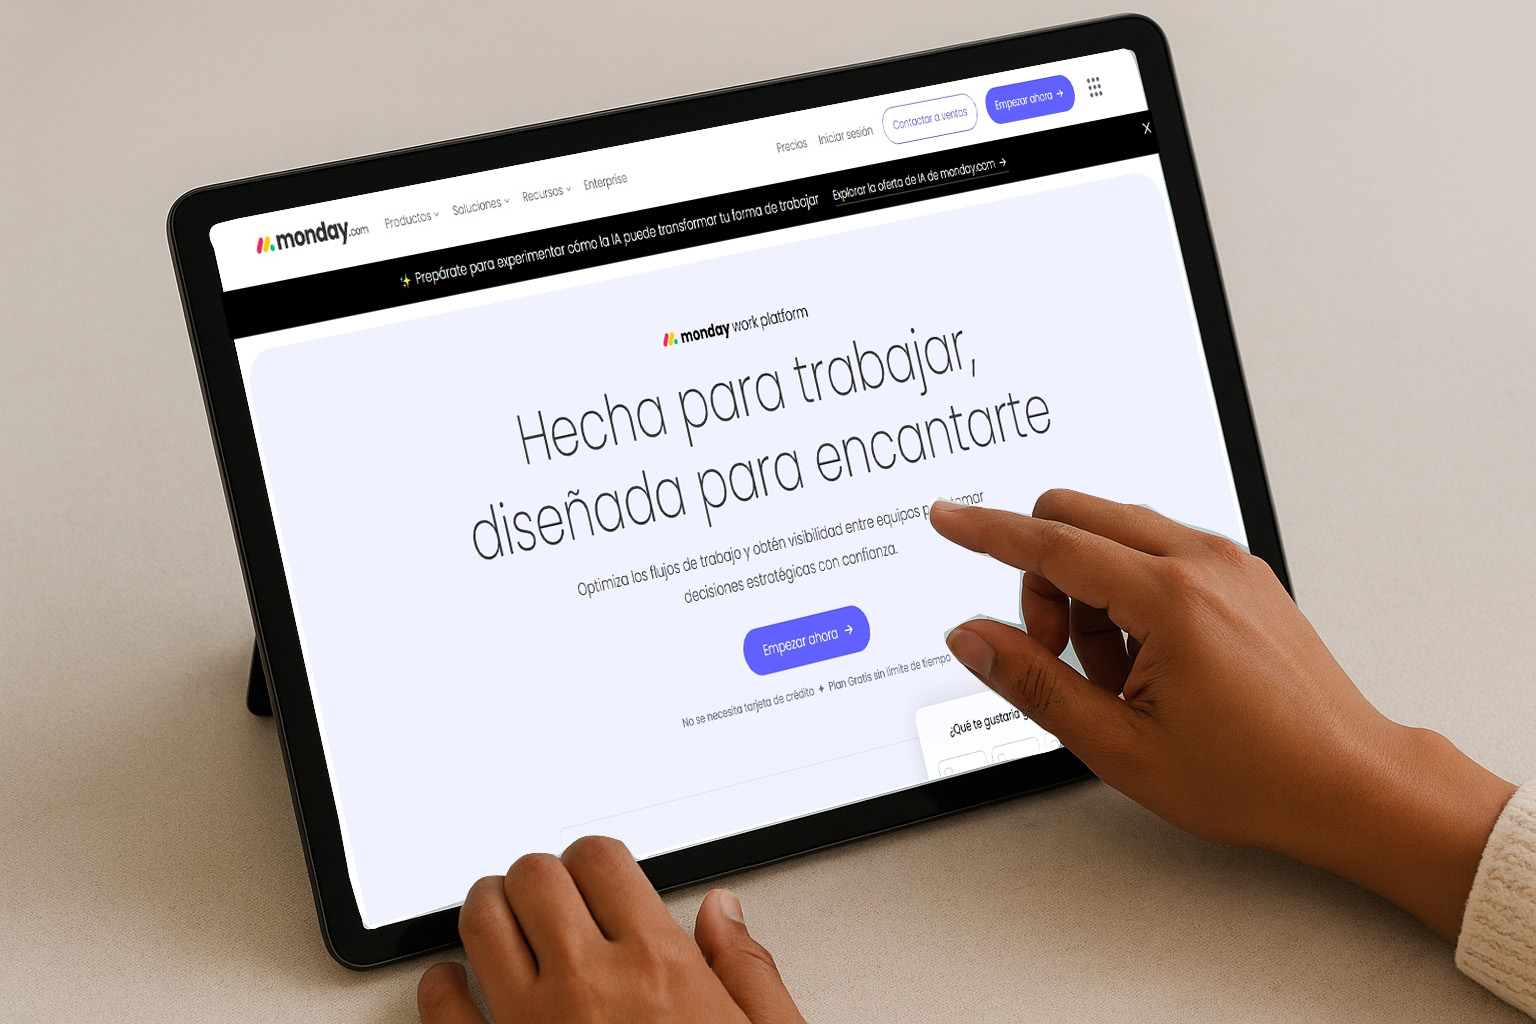 monday.com
Productos
Soluciones
Recursos
Enterprise
Precios
Iniciar sesión
Contactar a ventas
Empezar ahora →
✨ Prepárate para experimentar cómo la IA puede transformar tu forma de trabajar Explorar la oferta de IA de monday.com →
X
monday work platform
Hecha para trabajar,
diseñada para encantarte
Optimiza los flujos de trabajo y obtén visibilidad entre equipos
decisiones estratégicas con confianza.
Empezar ahora →
No se necesita tarjeta de crédito ✦ Plan Gratis sin límite de tiempo
¿Qué te gustaría